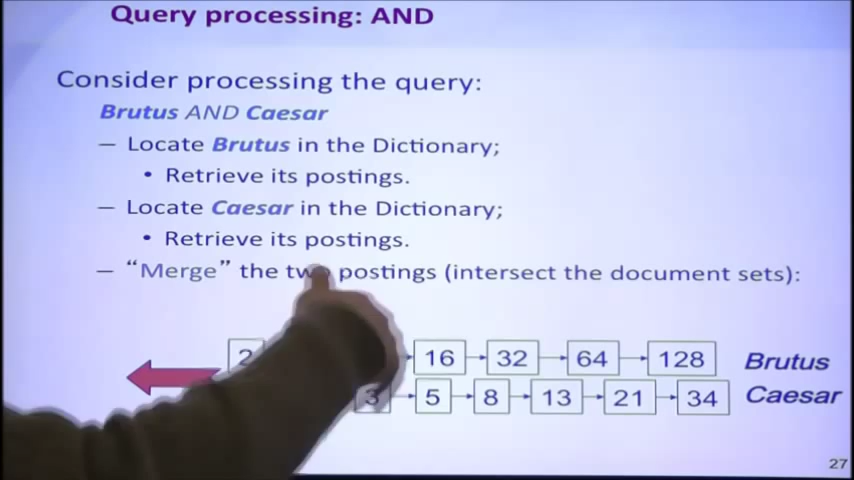 Query processing: AND
Consider processing the query:
Brutus AND Caesar
– Locate Brutus in the Dictionary;
• Retrieve its postings.
– Locate Caesar in the Dictionary;
• Retrieve its postings.
– “Merge” the two postings (intersect the document sets):
2 16 32 64 128 Brutus
3 5 8 13 21 34 Caesar
27